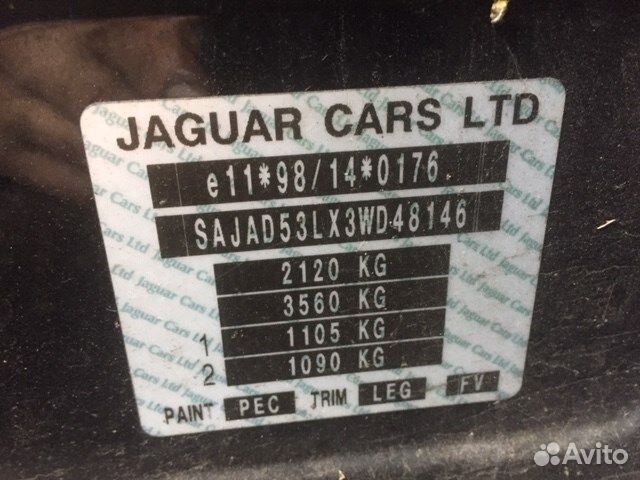 JAGUAR CARS LTD
e11*98/14*0176
SAJAD53LX3WD48146
2120 KG
3560 KG
1 1105 KG
2 1090 KG
PAINT PEC TRIM LEG FV
Avito